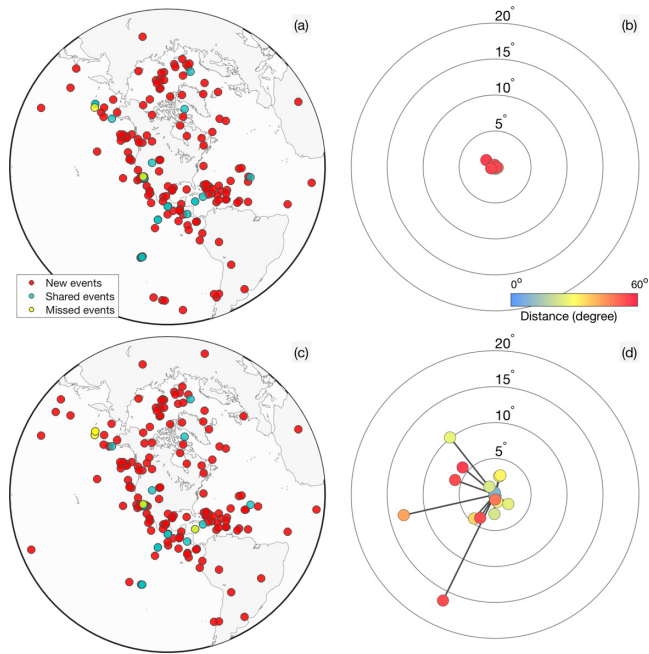 (a)
(b)
20°
15°
10°
5°
New events
Shared events
Missed events
0°
60°
Distance (degree)
(c)
(d)
20°
15°
10°
5°